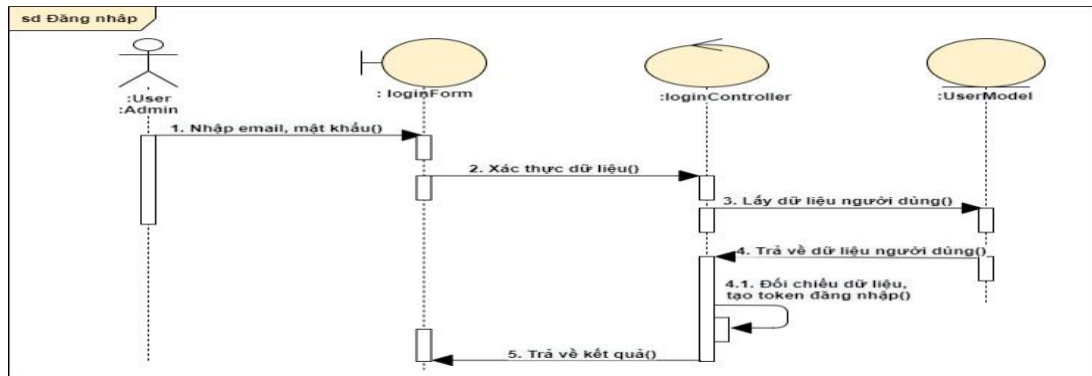 sd Đăng nhâp
:User
:Admin
: loginForm
:loginController
:UserModel
1. Nhập email, mật khẩu()
2. Xác thực dữ liệu()
3. Lấy dữ liệu người dùng()
4. Trả về dữ liệu người dùng()
4.1. Đối chiếu dữ liệu,
tạo token đăng nhập()
5. Trả về kết quả()